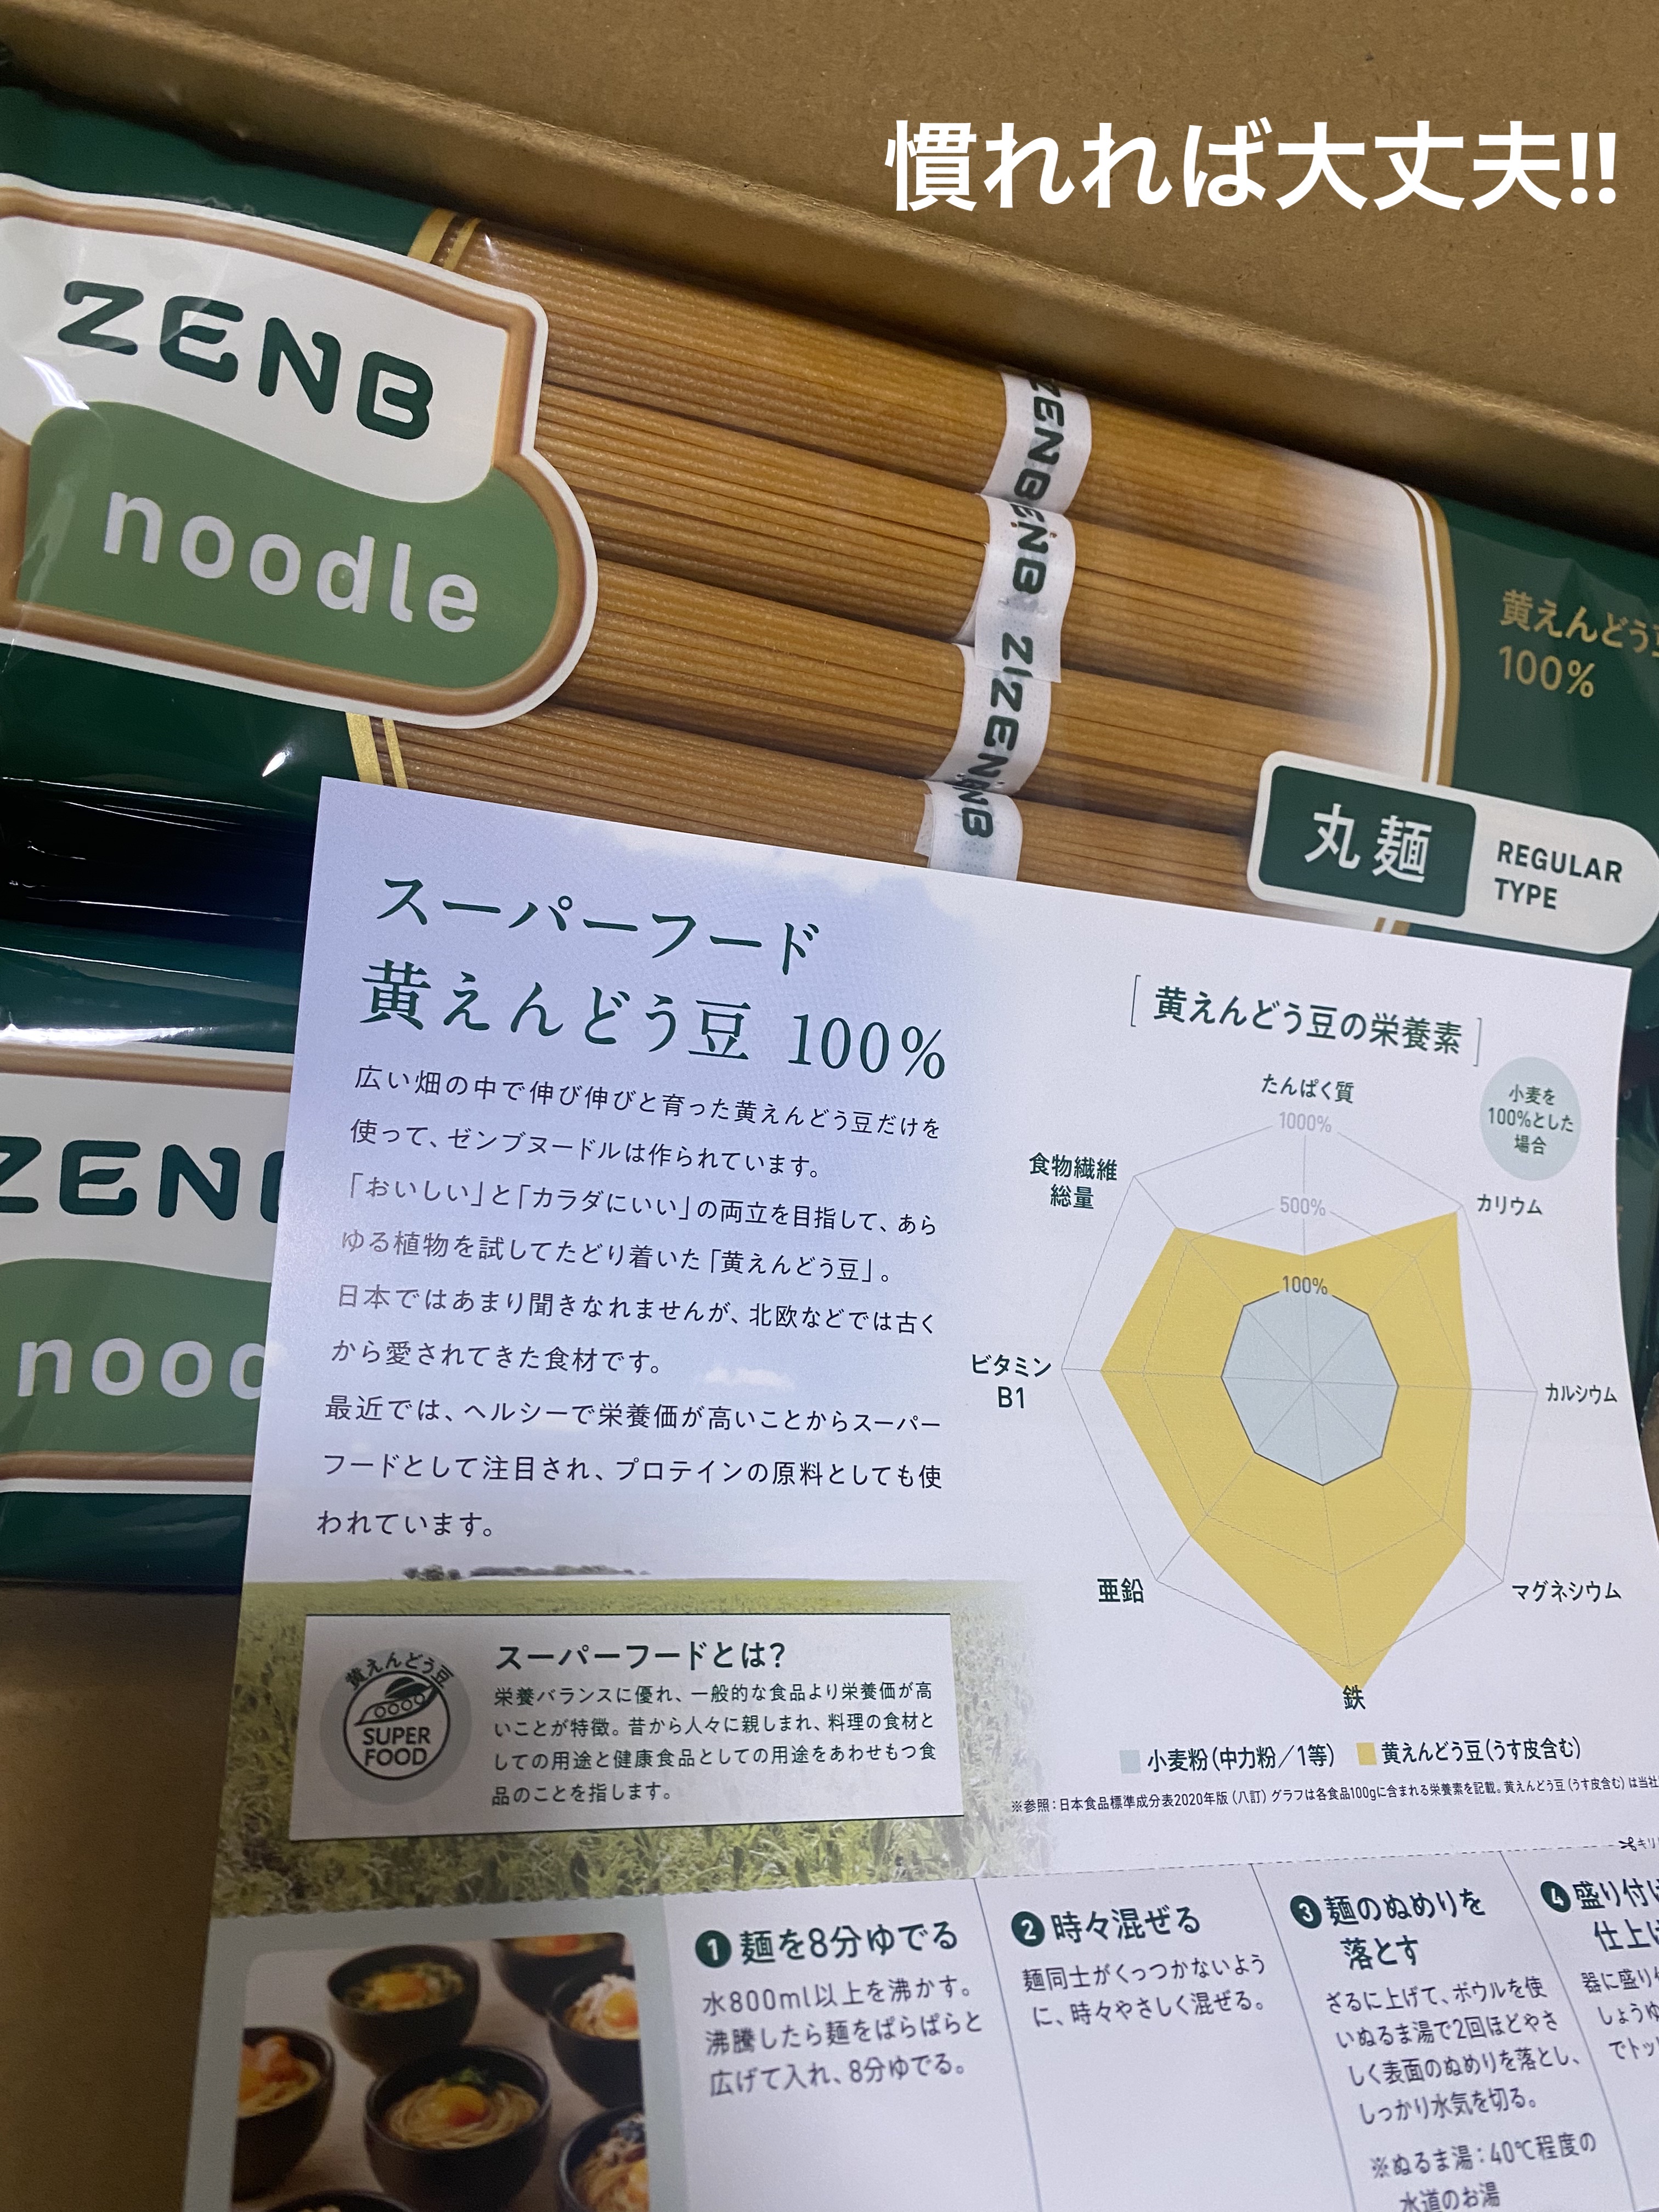 慣れれば大丈夫!!
ZENB
noodle
ZENB
ZENB
ZENB
黄えんどう豆
100%
丸麺
REGULAR
TYPE
スーパーフード
黄えんどう豆 100%
広い畑の中で伸び伸びと育った黄えんどう豆だけを
使って、ゼンブヌードルは作られています。
「おいしい」と「カラダにいい」の両立を目指して、あら
ゆる植物を試してたどり着いた「黄えんどう豆」。
日本ではあまり聞きなれませんが、北欧などでは古く
から愛されてきた食材です。
最近では、ヘルシーで栄養価が高いことからスーパー
フードとして注目され、プロテインの原料としても使
われています。
黄えんどう豆
SUPER
FOOD
スーパーフードとは?
栄養バランスに優れ、一般的な食品より栄養価が高
いことが特徴。昔から人々に親しまれ、料理の食材と
しての用途と健康食品としての用途をあわせもつ食
品のことを指します。
[黄えんどう豆の栄養素]
小麦を
100%とした
場合
たんぱく質
1000%
500%
100%
カリウム
カルシウム
マグネシウム
鉄
亜鉛
ビタミン
B1
食物繊維
総量
小麦粉(中力粉/1等) 黄えんどう豆(うす皮含む)
※参照:日本食品標準成分表2020年版(八訂) グラフは各食品100gに含まれる栄養素を記載。黄えんどう豆(うす皮含む)は当社
キリ
ZEN
nood
1 麺を8分ゆでる
水800ml以上を沸かす。
沸騰したら麺をぱらぱらと
広げて入れ、8分ゆでる。
2 時々混ぜる
麺同士がくっつかないよう
に、時々やさしく混ぜる。
3 麺のぬめりを
落とす
ざるに上げて、ボウルを使
いぬるま湯で2回ほどやさ
しく表面のぬめりを落とし、
しっかり水気を切る。
※ぬるま湯:40℃程度の
水道のお湯
4 盛り付け
仕上げ
器に盛り
しょうゆ
でトッ